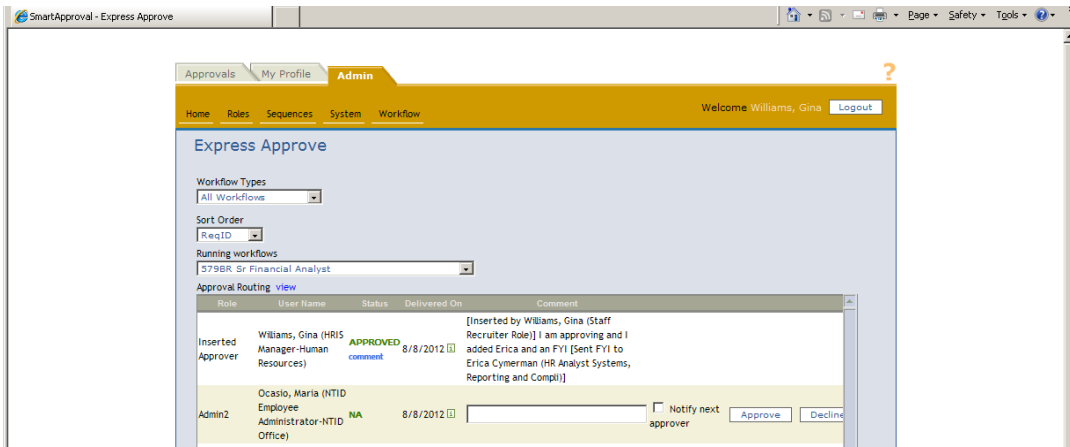 SmartApproval - Express Approve
Page Safety Tools
Approvals My Profile Admin ?
Home Roles Sequences System Workflow Welcome Williams, Gina Logout
Express Approve
Workflow Types
All Workflows
Sort Order
ReqID
Running workflows
579BR Sr Financial Analyst
Approval Routing view
Role User Name Status Delivered On Comment
Inserted Approver
Williams, Gina (HRIS
Manager-Human
Resources)
APPROVED
comment
8/8/2012
[Inserted by Williams, Gina (Staff
Recruiter Role)] I am approving and I
added Erica and an FYI [Sent FYI to
Erica Cymerman (HR Analyst Systems,
Reporting and Compli)]
Admin2
Ocasio, Maria (NTID
Employee
Administrator-NTID
Office)
NA
8/8/2012
Notify next
approver
Approve Decline